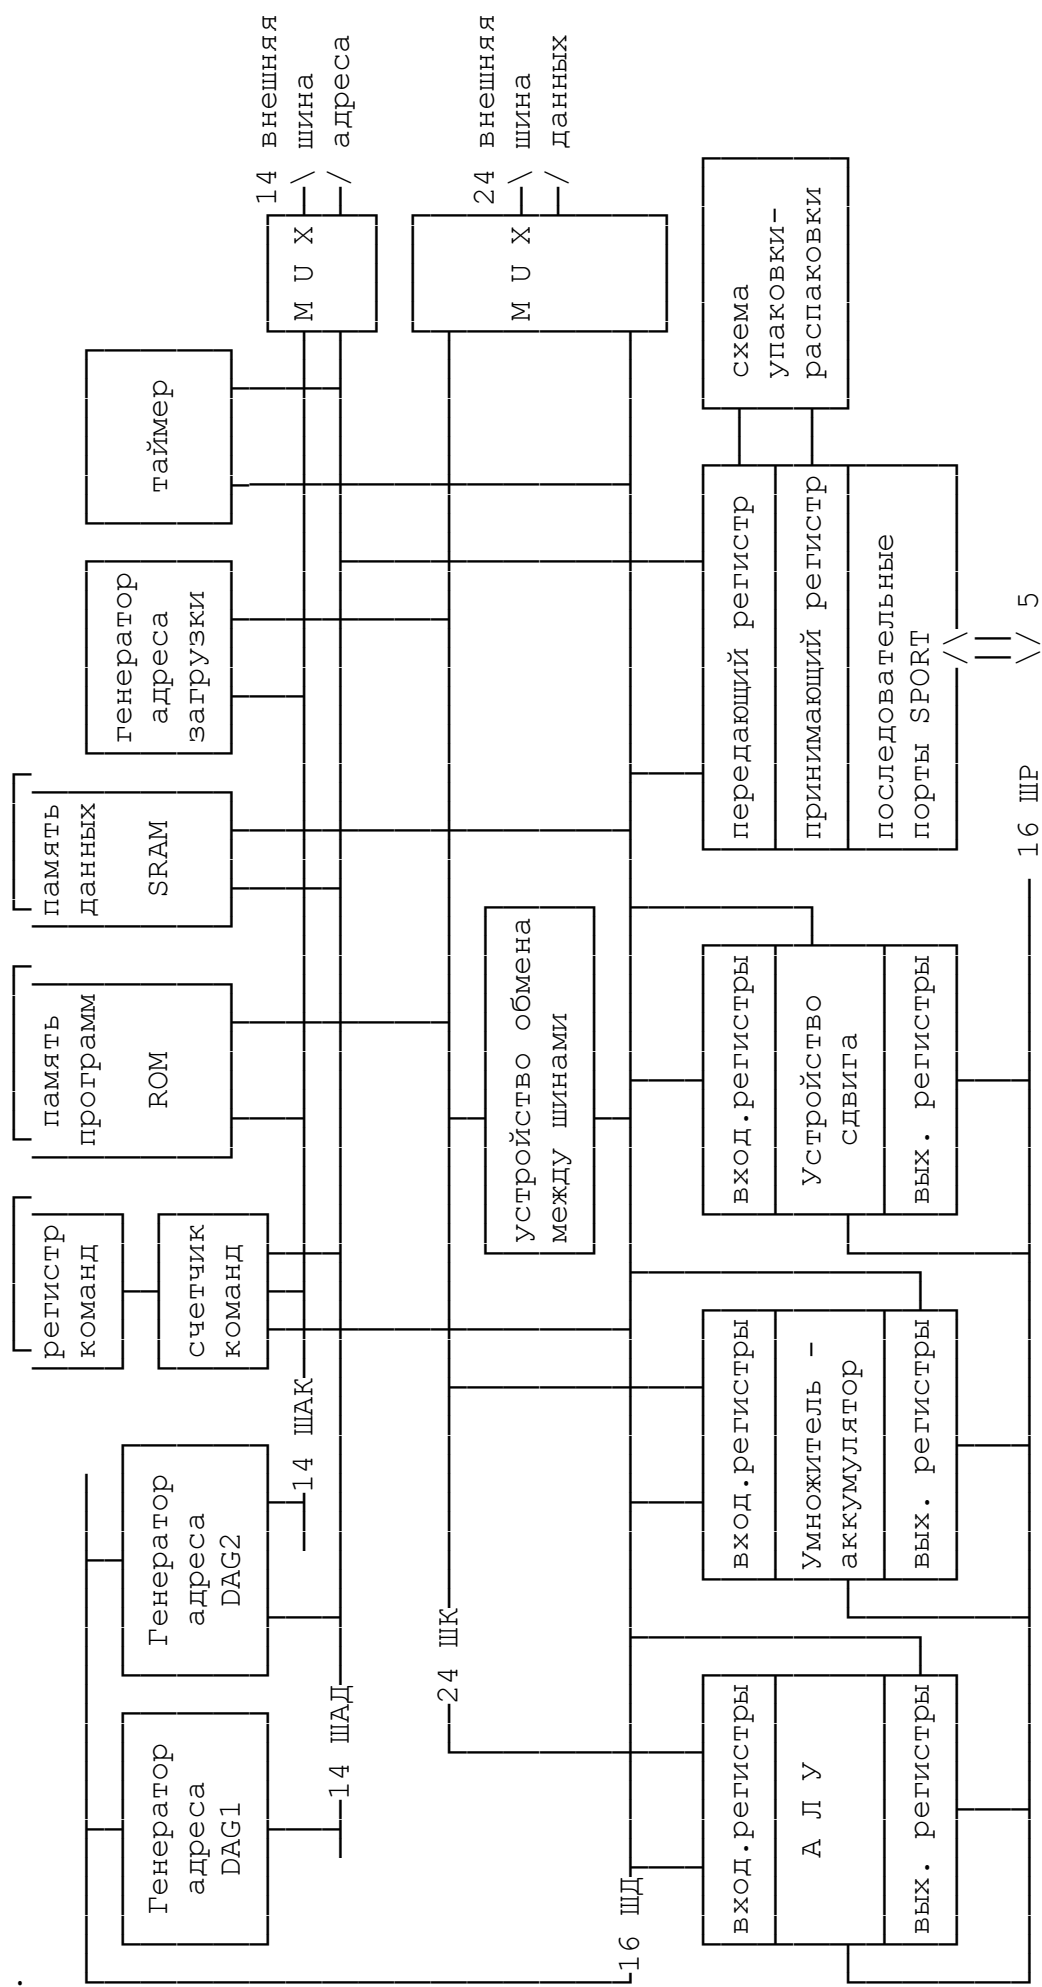 Генератор
адреса
DAG1
Генератор
адреса
DAG2
регистр
команд
счетчик
команд
память
программ
ROM
память
данных
SRAM
генератор
адреса
загрузки
таймер
14 ШАК
14 ШАД
M U X
14 внешняя
шина
адреса
24 ШК
M U X
24 внешняя
шина
данных
устройство обмена
между шинами
16 ШД
вход.регистры
А Л У
вых. регистры
вход.регистры
Умножитель -
аккумулятор
вых. регистры
вход.регистры
Устройство
сдвига
вых. регистры
передающий регистр
принимающий регистр
последовательные
порты SPORT
схема
упаковки-
распаковки
16 ШР
5